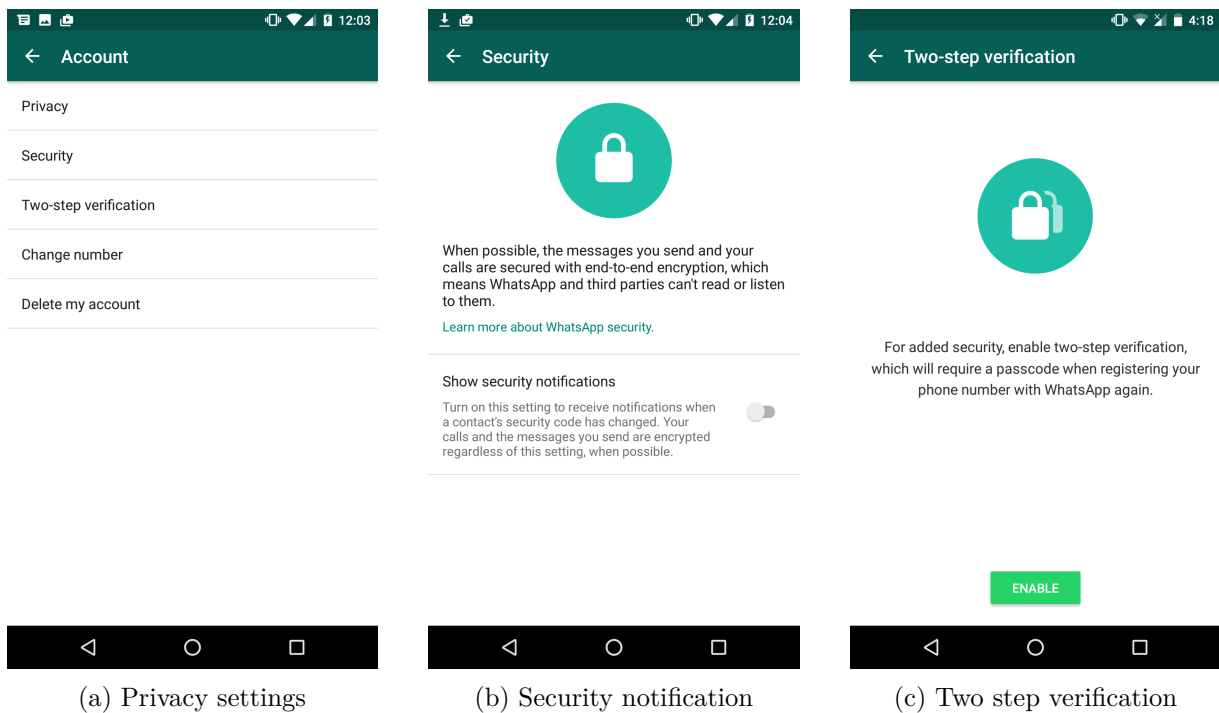 12:03
Account
Privacy
Security
Two-step verification
Change number
Delete my account
(a) Privacy settings
12:04
Security
When possible, the messages you send and your
calls are secured with end-to-end encryption, which
means WhatsApp and third parties can't read or listen
to them.
Learn more about WhatsApp security.
Show security notifications
Turn on this setting to receive notifications when
a contact's security code has changed. Your
calls and the messages you send are encrypted
regardless of this setting, when possible.
(b) Security notification
4:18
Two-step verification
For added security, enable two-step verification,
which will require a passcode when registering your
phone number with WhatsApp again.
ENABLE
(c) Two step verification